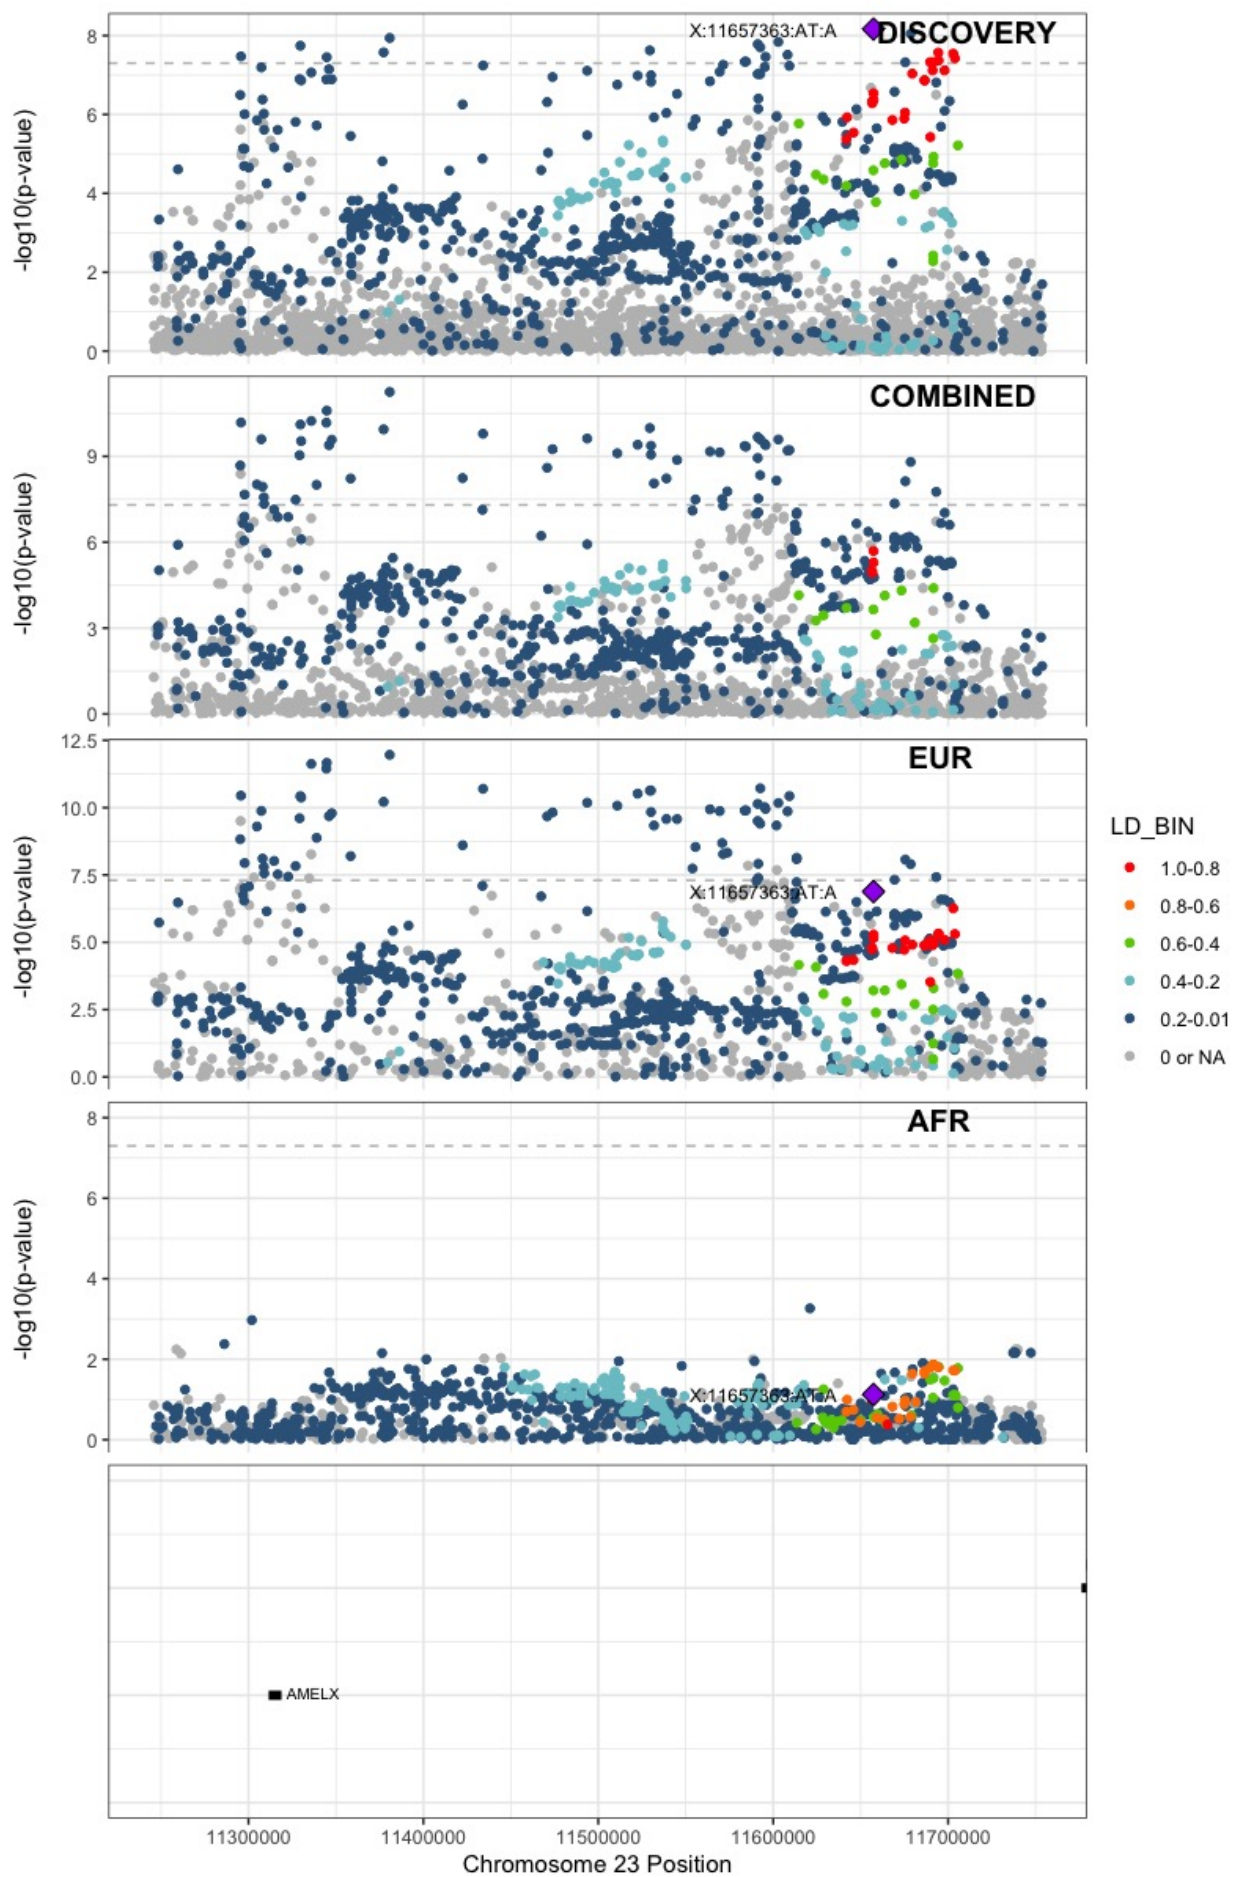 DISCOVERY
X:11657363:AT:A
-log10(p-value)
8
6
4
2
0
COMBINED
-log10(p-value)
9
6
3
0
EUR
X:11657363:AT:A
-log10(p-value)
12.5
10.0
7.5
5.0
2.5
0.0
AFR
X:11657363:AT:A
-log10(p-value)
8
6
4
2
0
AMELX
11300000 11400000 11500000 11600000 11700000
Chromosome 23 Position
LD_BIN
1.0-0.8
0.8-0.6
0.6-0.4
0.4-0.2
0.2-0.01
0 or NA